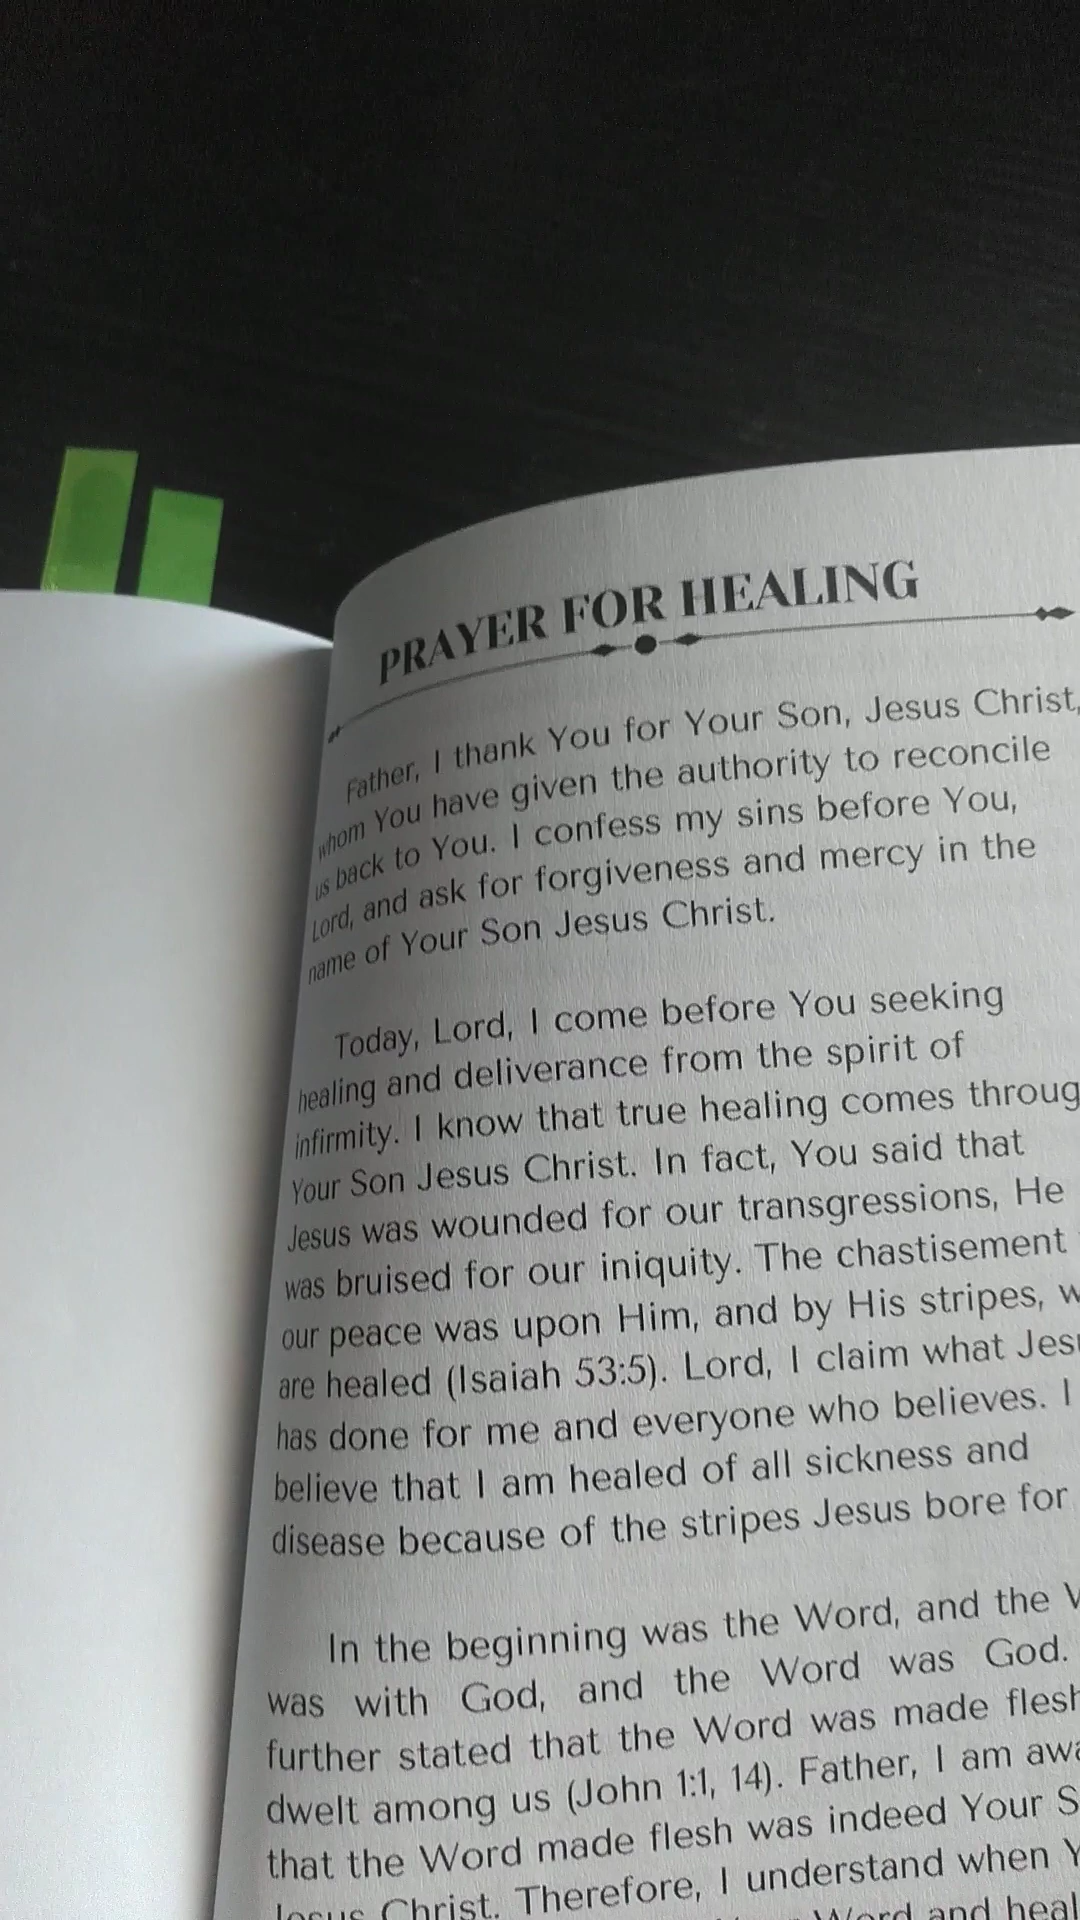 PRAYER FOR HEALING
Father, I thank You for Your Son, Jesus Christ,
whom You have given the authority to reconcile
us back to You. I confess my sins before You,
Lord, and ask for forgiveness and mercy in the
name of Your Son Jesus Christ.
Today, Lord, I come before You seeking
healing and deliverance from the spirit of
infirmity. I know that true healing comes
Your Son Jesus Christ. In fact, You said that
Jesus was wounded for our transgressions, He
was bruised for our iniquity. The chastisement
our peace was upon Him, and by His stripes,
are healed (Isaiah 53:5). Lord, I claim what
has done for me and everyone who believes. I
believe that I am healed of all sickness and
disease because of the stripes Jesus bore for
In the beginning was the Word, and the
was with God, and the Word was God.
further stated that the Word was made flesh
dwelt among us (John 1:1, 14). Father, I am
that the Word made flesh was indeed Your
Jesus Christ. Therefore, I understand when
Word and